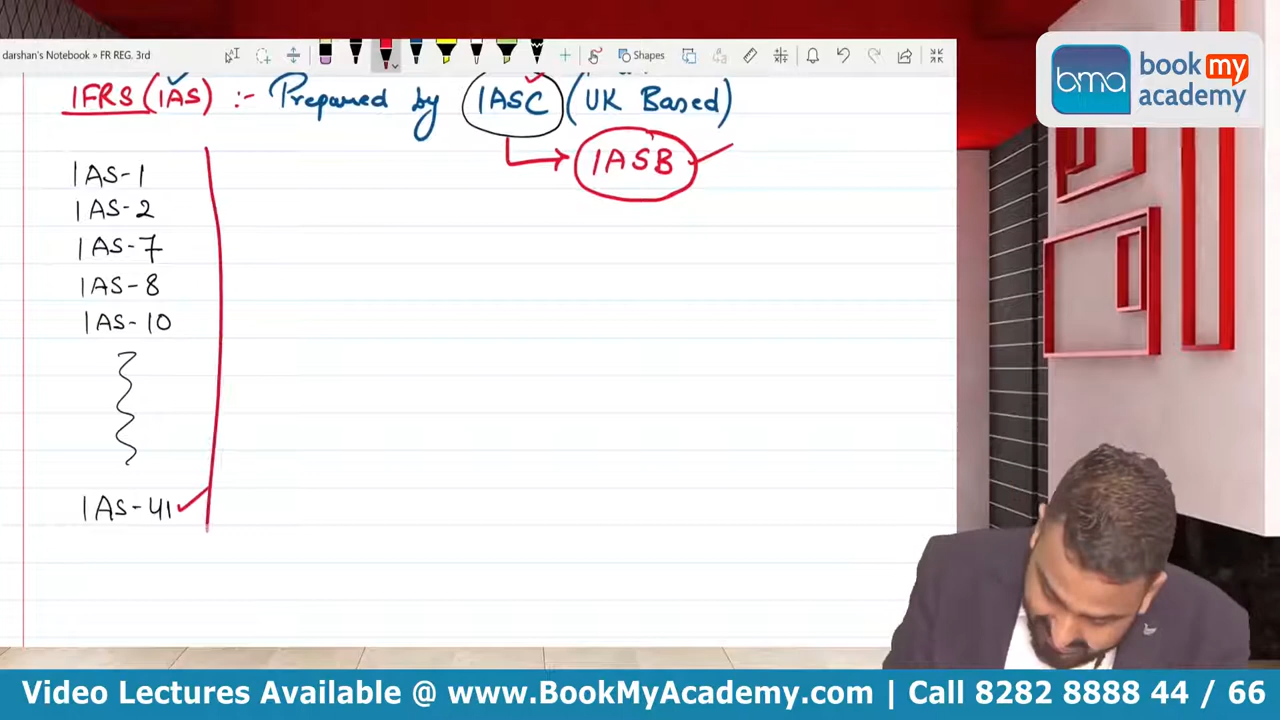 darshan's Notebook » FR REG. 3rd
Shapes
IFRS (IAS) :- Prepared by IASC (UK Based)
IASB
IAS-1
IAS-2
IAS-7
IAS-8
IAS-10
IAS-41
bma book my academy
Video Lectures Available @ www.BookMyAcademy.com | Call 8282 8888 44 / 66